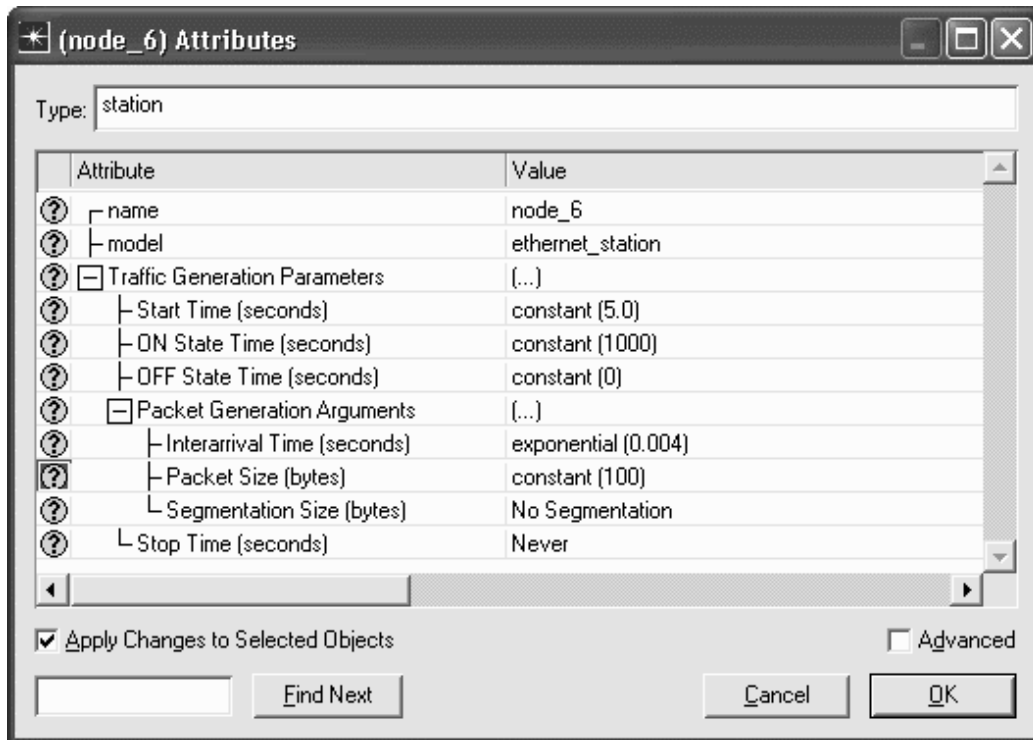 (node_6) Attributes
Type: station
Attribute Value
name node_6
model ethernet_station
Traffic Generation Parameters (...)
Start Time (seconds) constant (5.0)
ON State Time (seconds) constant (1000)
OFF State Time (seconds) constant (0)
Packet Generation Arguments (...)
Interarrival Time (seconds) exponential (0.004)
Packet Size (bytes) constant (100)
Segmentation Size (bytes) No Segmentation
Stop Time (seconds) Never
Apply Changes to Selected Objects Advanced
Find Next Cancel OK